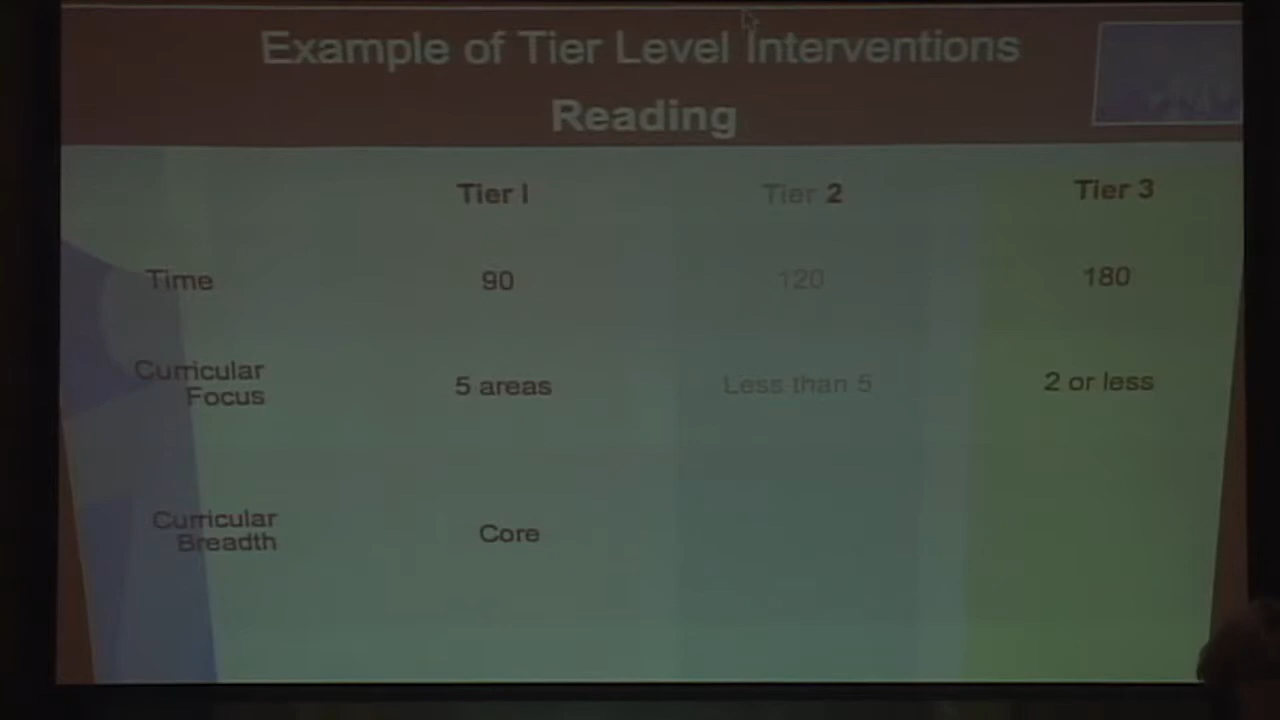 Example of Tier Level Interventions
Reading
Tier I Tier 2 Tier 3
Time 90 120 180
Curricular
Focus 5 areas Less than 5 2 or less
Curricular
Breadth Core